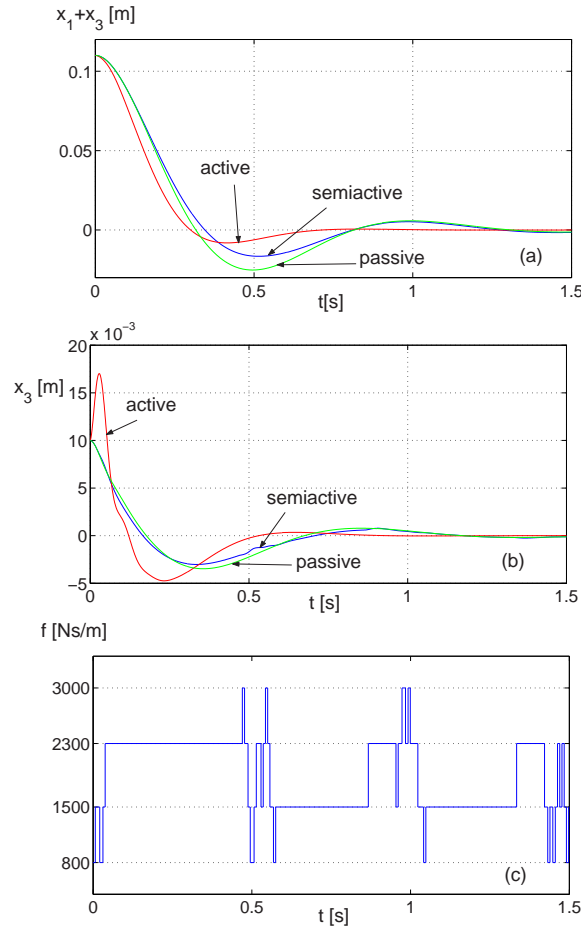 x1+x3 [m]
0.1
0.05
0
active
semiactive
passive
(a)
0
0.5
1
1.5
t[s]
x 10−3
20
x3 [m]
15
10
5
0
−5
active
semiactive
passive
(b)
0
0.5
1
1.5
t [s]
f [Ns/m]
3000
2300
1500
800
(c)
0
0.5
1
1.5
t [s]